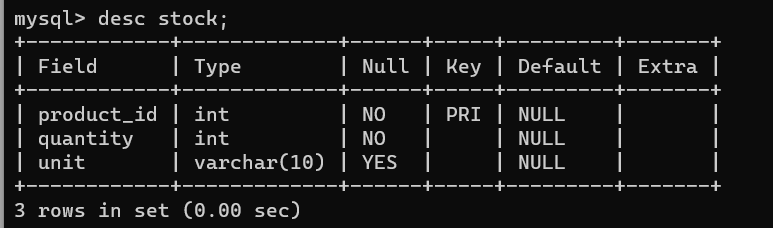 mysql> desc stock;
+------------+-------------+------+-----+---------+-------+
| Field      | Type        | Null | Key | Default | Extra |
+------------+-------------+------+-----+---------+-------+
| product_id | int         | NO   | PRI | NULL    |       |
| quantity   | int         | NO   |     | NULL    |       |
| unit       | varchar(10) | YES  |     | NULL    |       |
+------------+-------------+------+-----+---------+-------+
3 rows in set (0.00 sec)